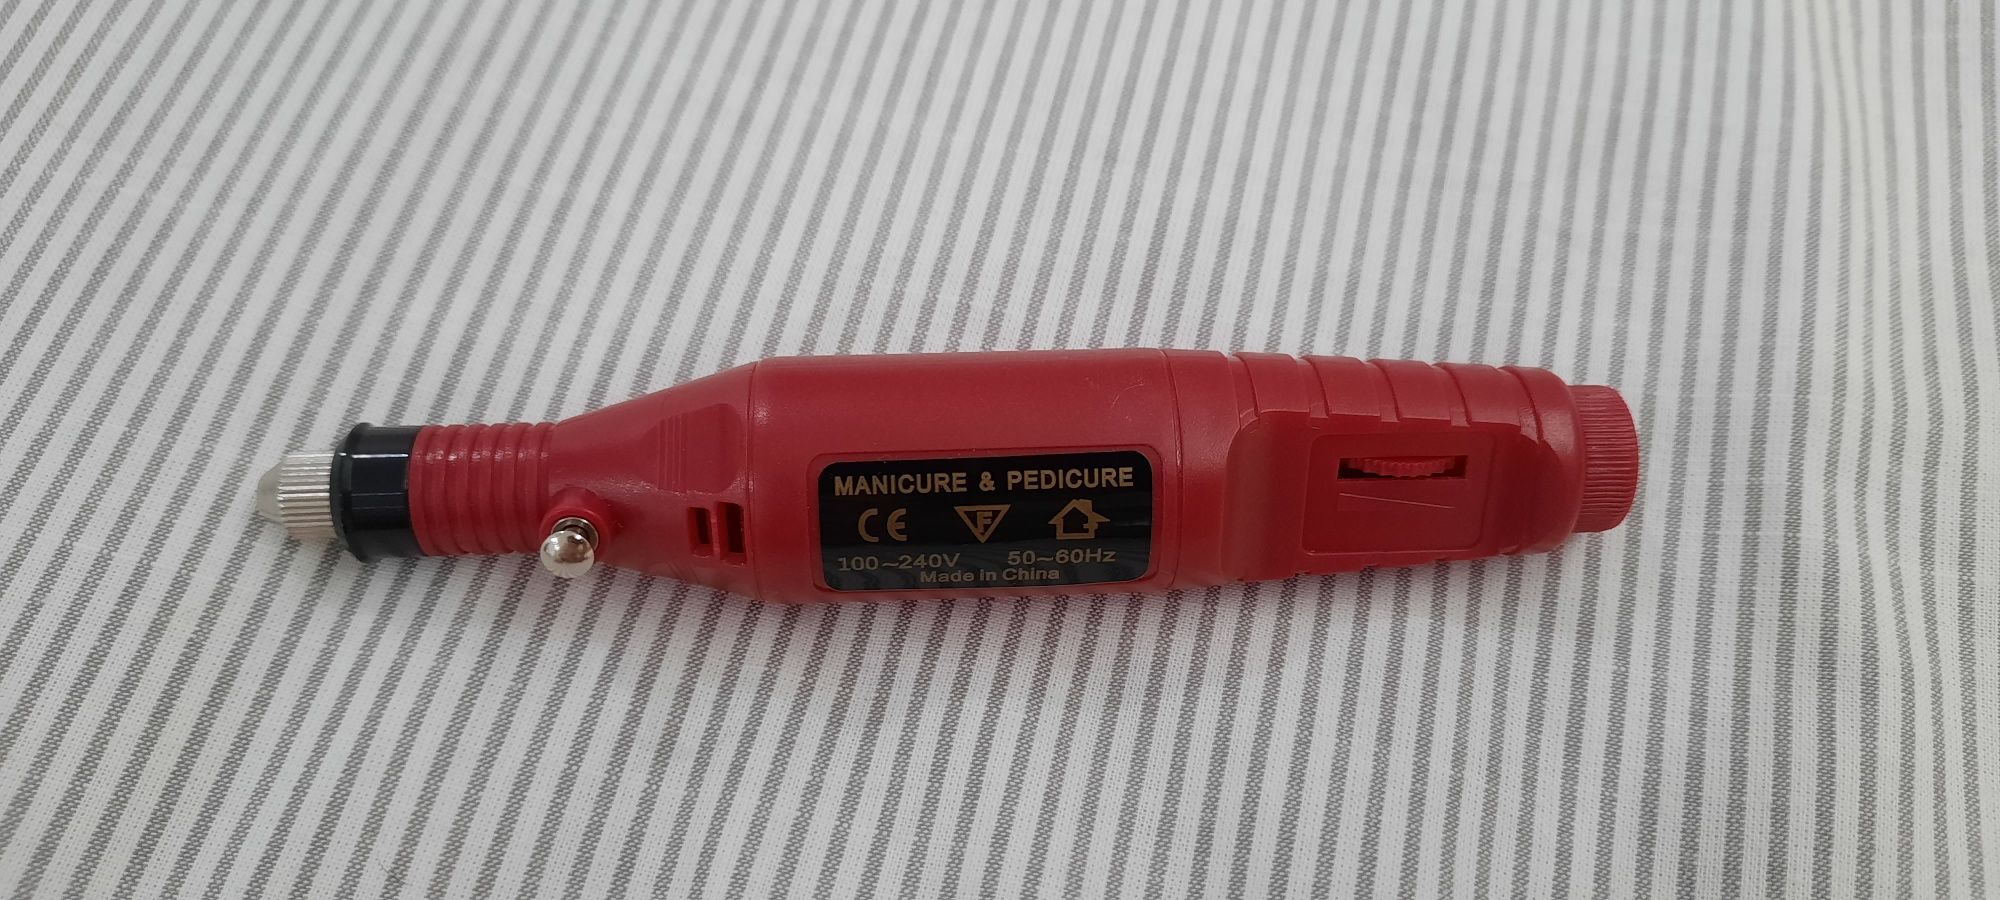 MANICURE & PEDICURE
CE F
100~240V 50~60Hz
Made in China